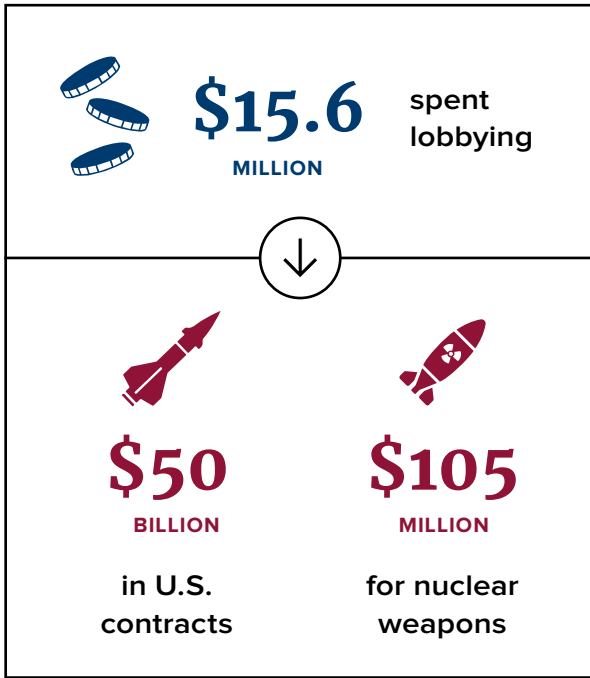 $15.6
MILLION
spent
lobbying
$50
BILLION
in U.S.
contracts
$105
MILLION
for nuclear
weapons